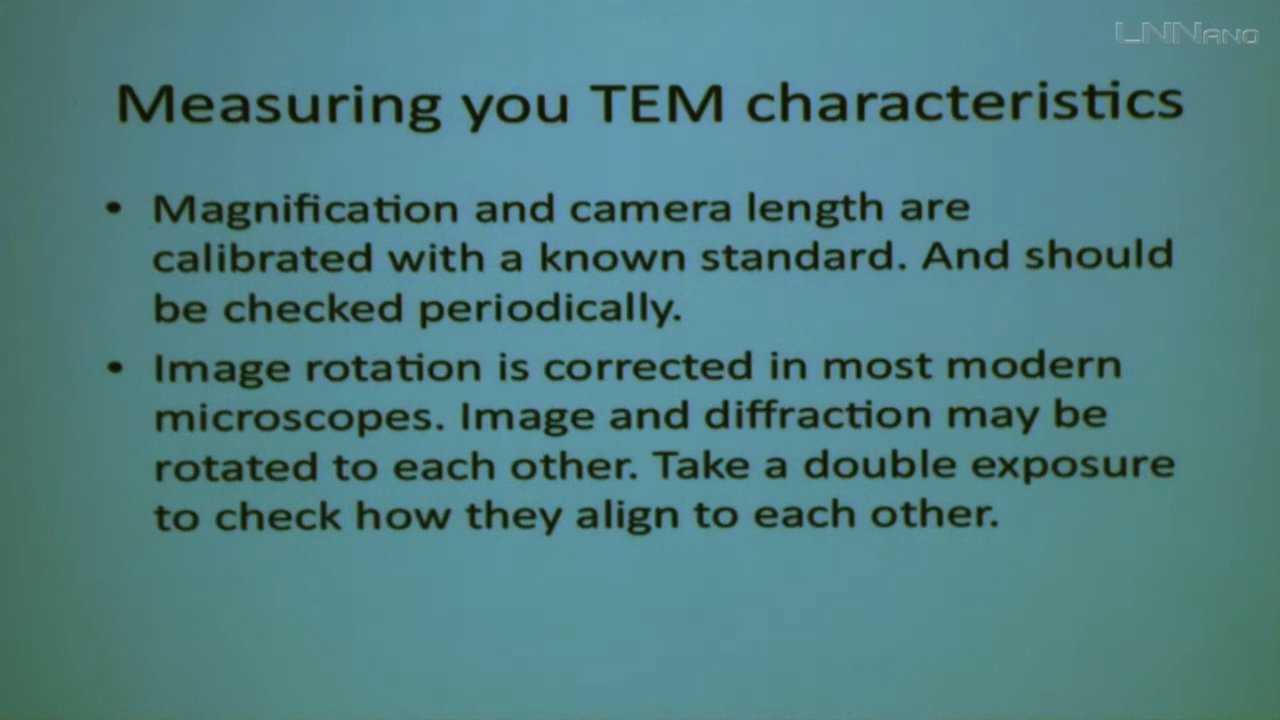 LNNano
Measuring you TEM characteristics
• Magnification and camera length are
calibrated with a known standard. And should
be checked periodically.
• Image rotation is corrected in most modern
microscopes. Image and diffraction may be
rotated to each other. Take a double exposure
to check how they align to each other.